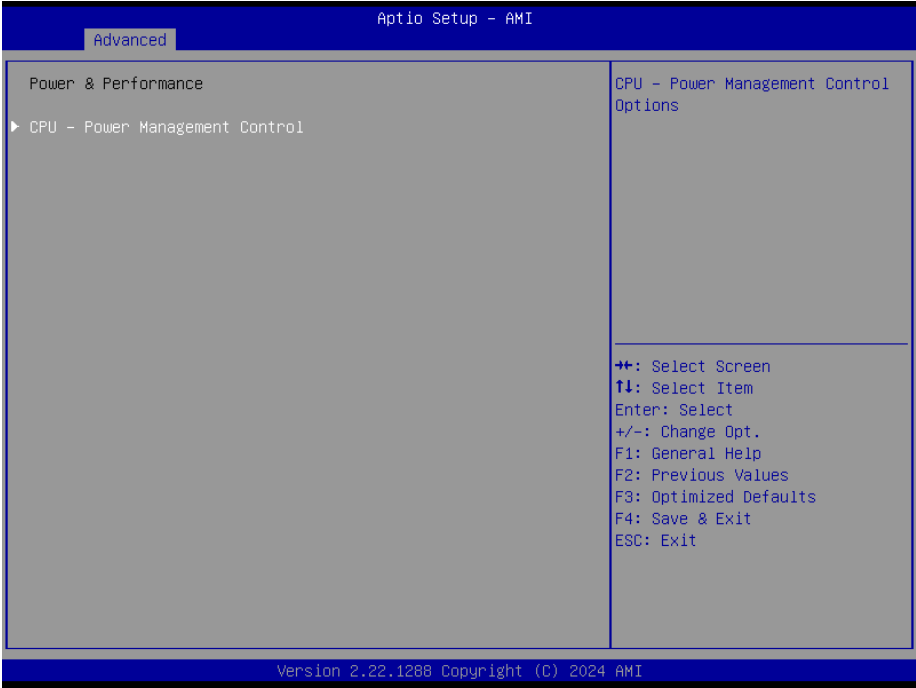 Aptio Setup – AMI
Advanced
Power & Performance
CPU – Power Management Control
CPU – Power Management Control
Options
→←: Select Screen
↑↓: Select Item
Enter: Select
+/-: Change Opt.
F1: General Help
F2: Previous Values
F3: Optimized Defaults
F4: Save & Exit
ESC: Exit
Version 2.22.1288 Copyright (C) 2024 AMI